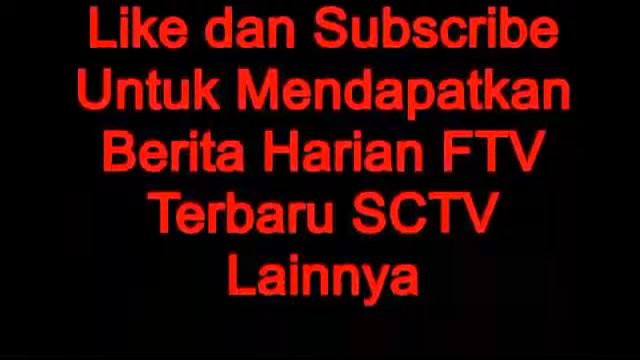 Like dan Subscribe
Untuk Mendapatkan
Berita Harian FTV
Terbaru SCTV
Lainnya